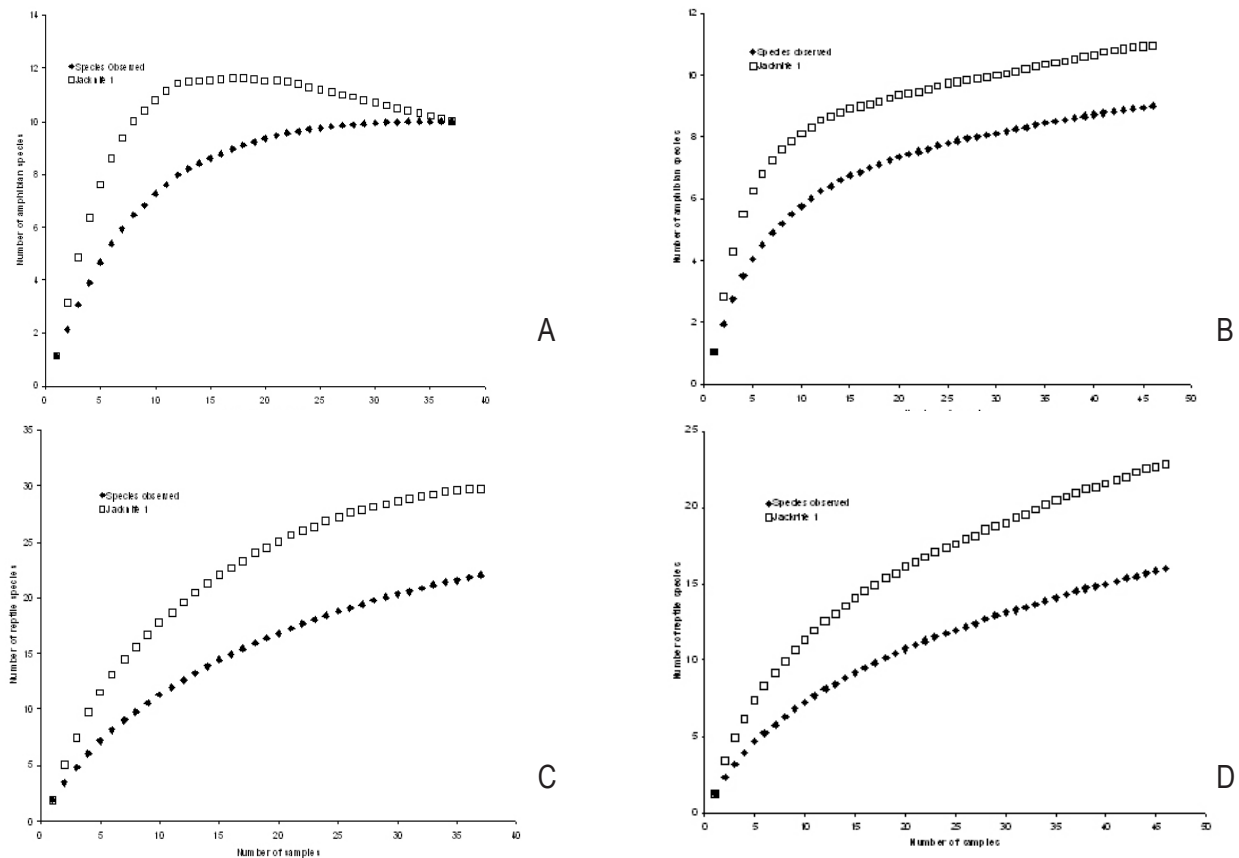 14
Species Observed
Jacknife 1
12
10
8
6
4
2
0
Number of amphibian species
0 5 10 15 20 25 30 35 40
A
12
Species observed
Jacknife 1
10
8
6
4
2
0
Number of amphibian species
0 5 10 15 20 25 30 35 40 45 50
B
35
Species observed
Jacknife 1
30
25
20
15
10
5
0
Number of reptile species
0 5 10 15 20 25 30 35 40
Number of samples
C
25
Species observed
Jacknife 1
20
15
10
5
0
Number of reptile species
0 5 10 15 20 25 30 35 40 45 50
Number of samples
D